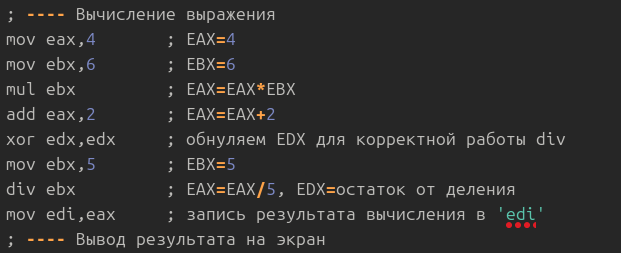 ; ---- Вычисление выражения
mov eax,4       ; EAX=4
mov ebx,6       ; EBX=6
mul ebx         ; EAX=EAX*EBX
add eax,2       ; EAX=EAX+2
xor edx,edx     ; обнуляем EDX для корректной работы div
mov ebx,5       ; EBX=5
div ebx         ; EAX=EAX/5, EDX=остаток от деления
mov edi,eax     ; запись результата вычисления в 'edi'
; ---- Вывод результата на экран